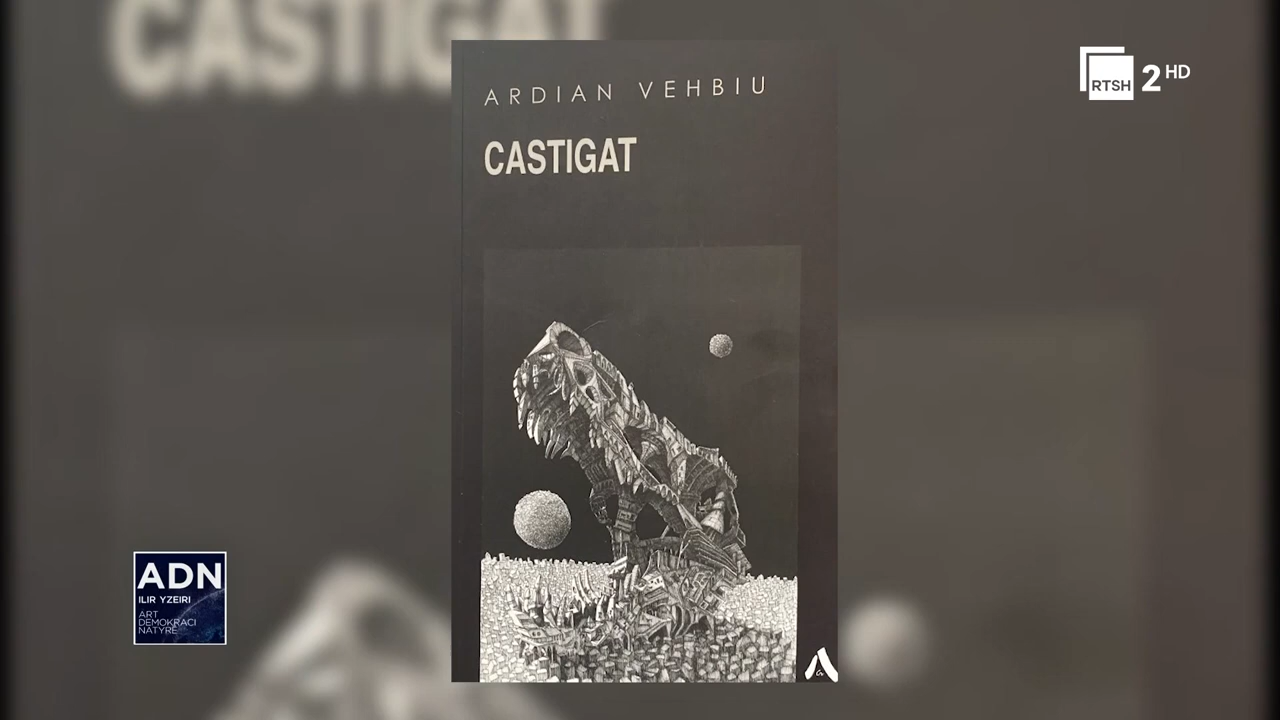 CASTIGAT
ARDIAN VEHBIU
CASTIGAT
RTSH 2 HD
ADN
ILIR YZEIRI
ART
DEMOKRACI
NATYRË